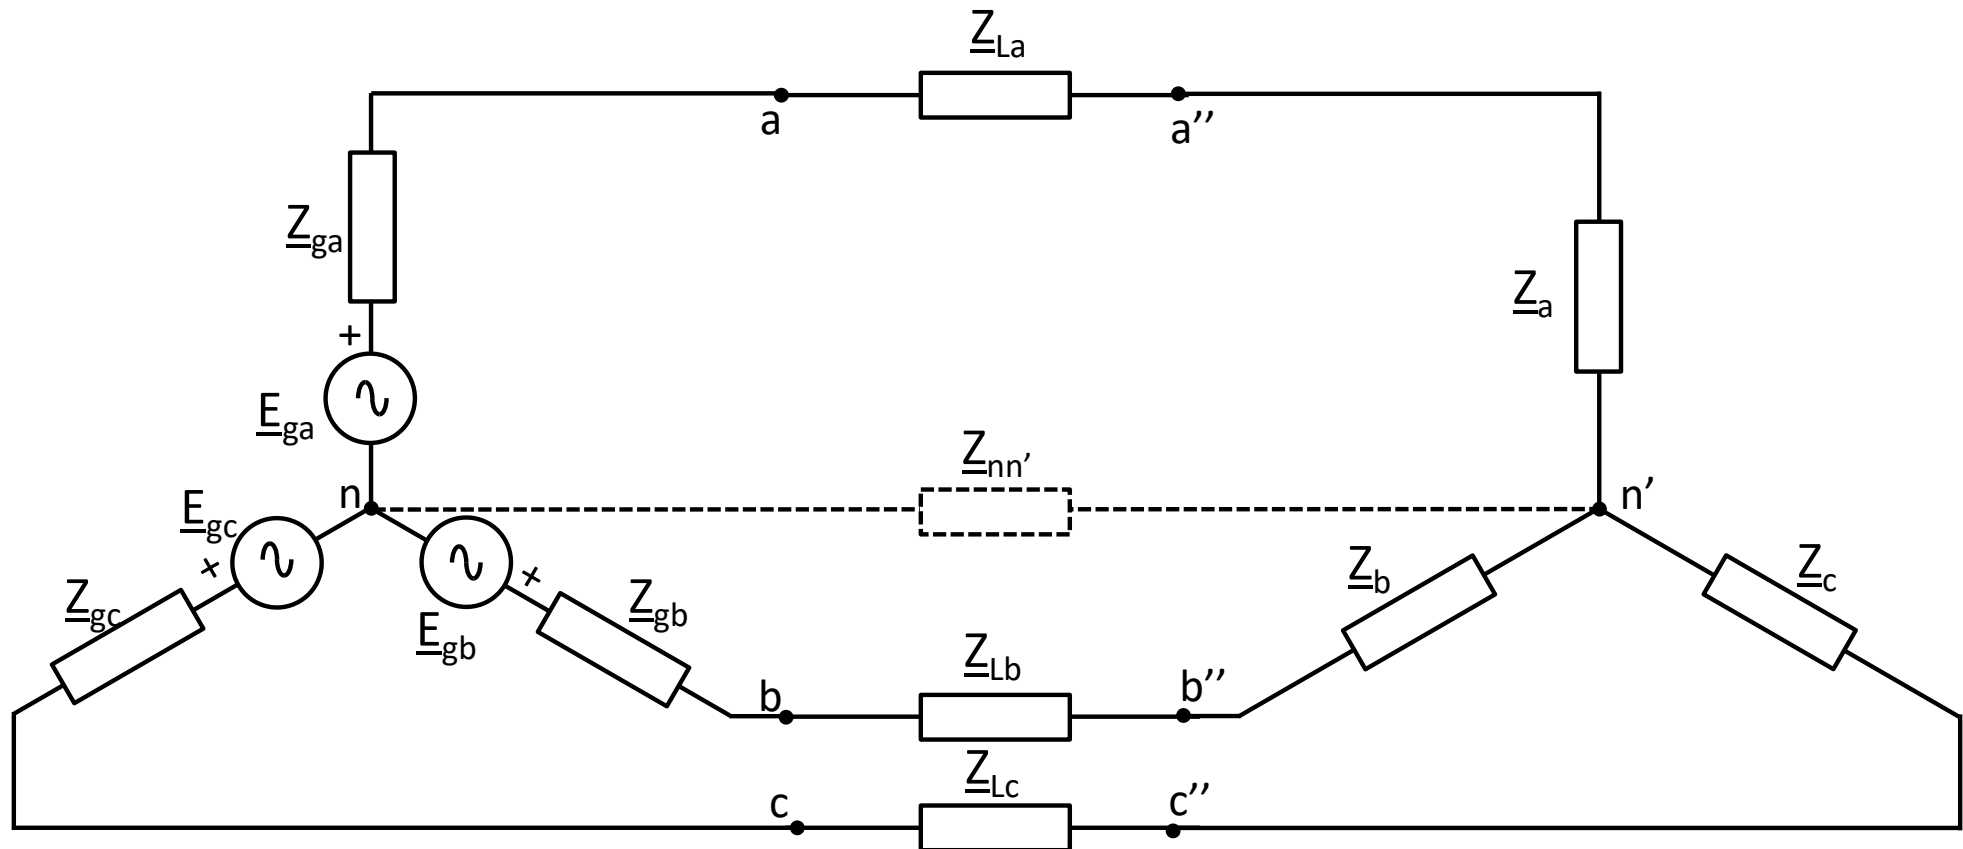 Z_La
a
a’’
Z_ga
+
Z_a
E_ga
Z_nn’
n
n’
E_gc
+
+
Z_b
Z_c
Z_gc
Z_gb
E_gb
Z_Lb
b
b’’
Z_Lc
c
c’’